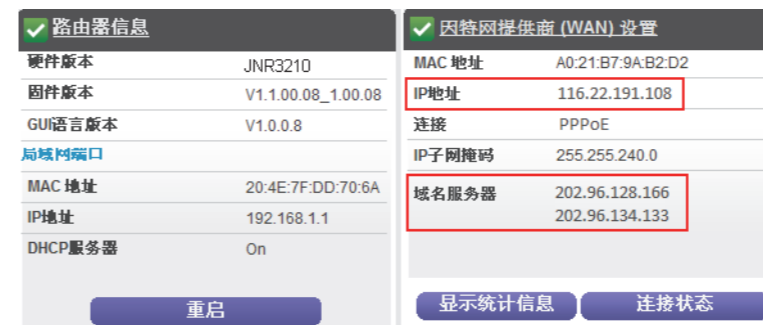 路由器信息
硬件版本 JNR3210
固件版本 V1.1.00.08_1.00.08
GUI语言版本 V1.0.0.8
局域网端口
MAC 地址 20:4E:7F:DD:70:6A
IP地址 192.168.1.1
DHCP服务器 On
重启
因特网提供商 (WAN) 设置
MAC 地址 A0:21:B7:9A:B2:D2
IP地址 116.22.191.108
连接 PPPoE
IP子网掩码 255.255.240.0
域名服务器 202.96.128.166
202.96.134.133
显示统计信息 连接状态